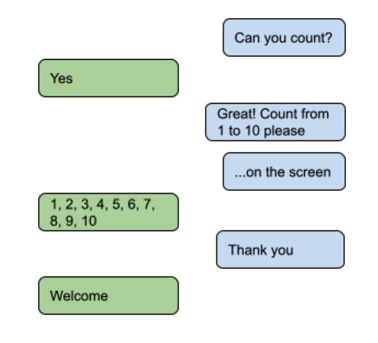 Can you count?
Yes
Great! Count from
1 to 10 please
...on the screen
1, 2, 3, 4, 5, 6, 7,
8, 9, 10
Thank you
Welcome